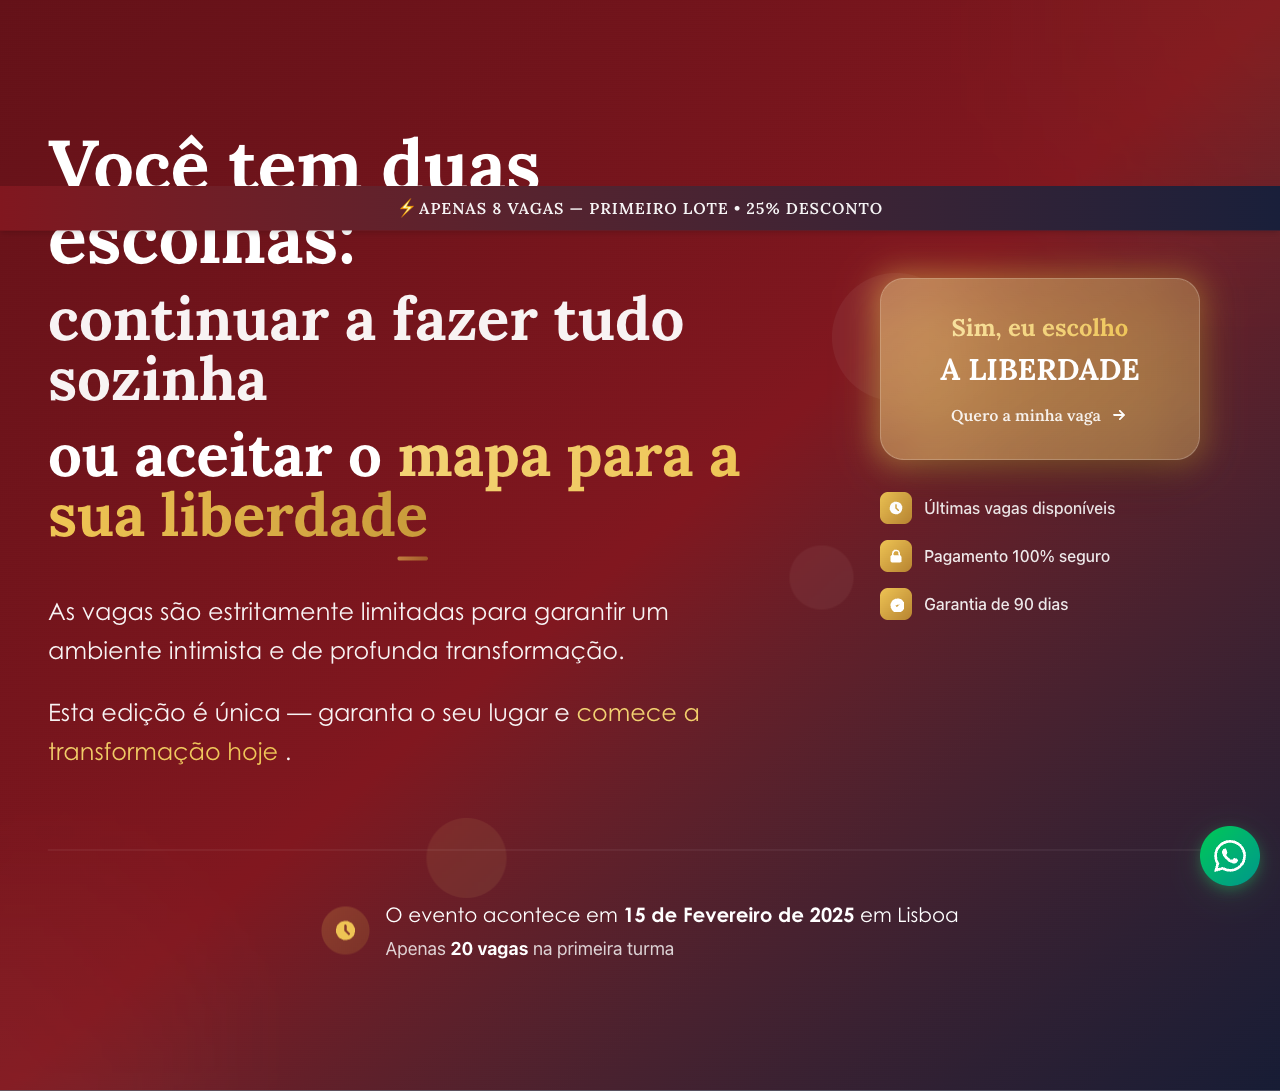 Você tem duas
⚡ APENAS 8 VAGAS — PRIMEIRO LOTE • 25% DESCONTO
escolhas:
continuar a fazer tudo
sozinha
ou aceitar o mapa para a
sua liberdade
As vagas são estritamente limitadas para garantir um
ambiente intimista e de profunda transformação.
Esta edição é única — garanta o seu lugar e comece a
transformação hoje .
Sim, eu escolho
A LIBERDADE
Quero a minha vaga →
Últimas vagas disponíveis
Pagamento 100% seguro
Garantia de 90 dias
O evento acontece em 15 de Fevereiro de 2025 em Lisboa
Apenas 20 vagas na primeira turma